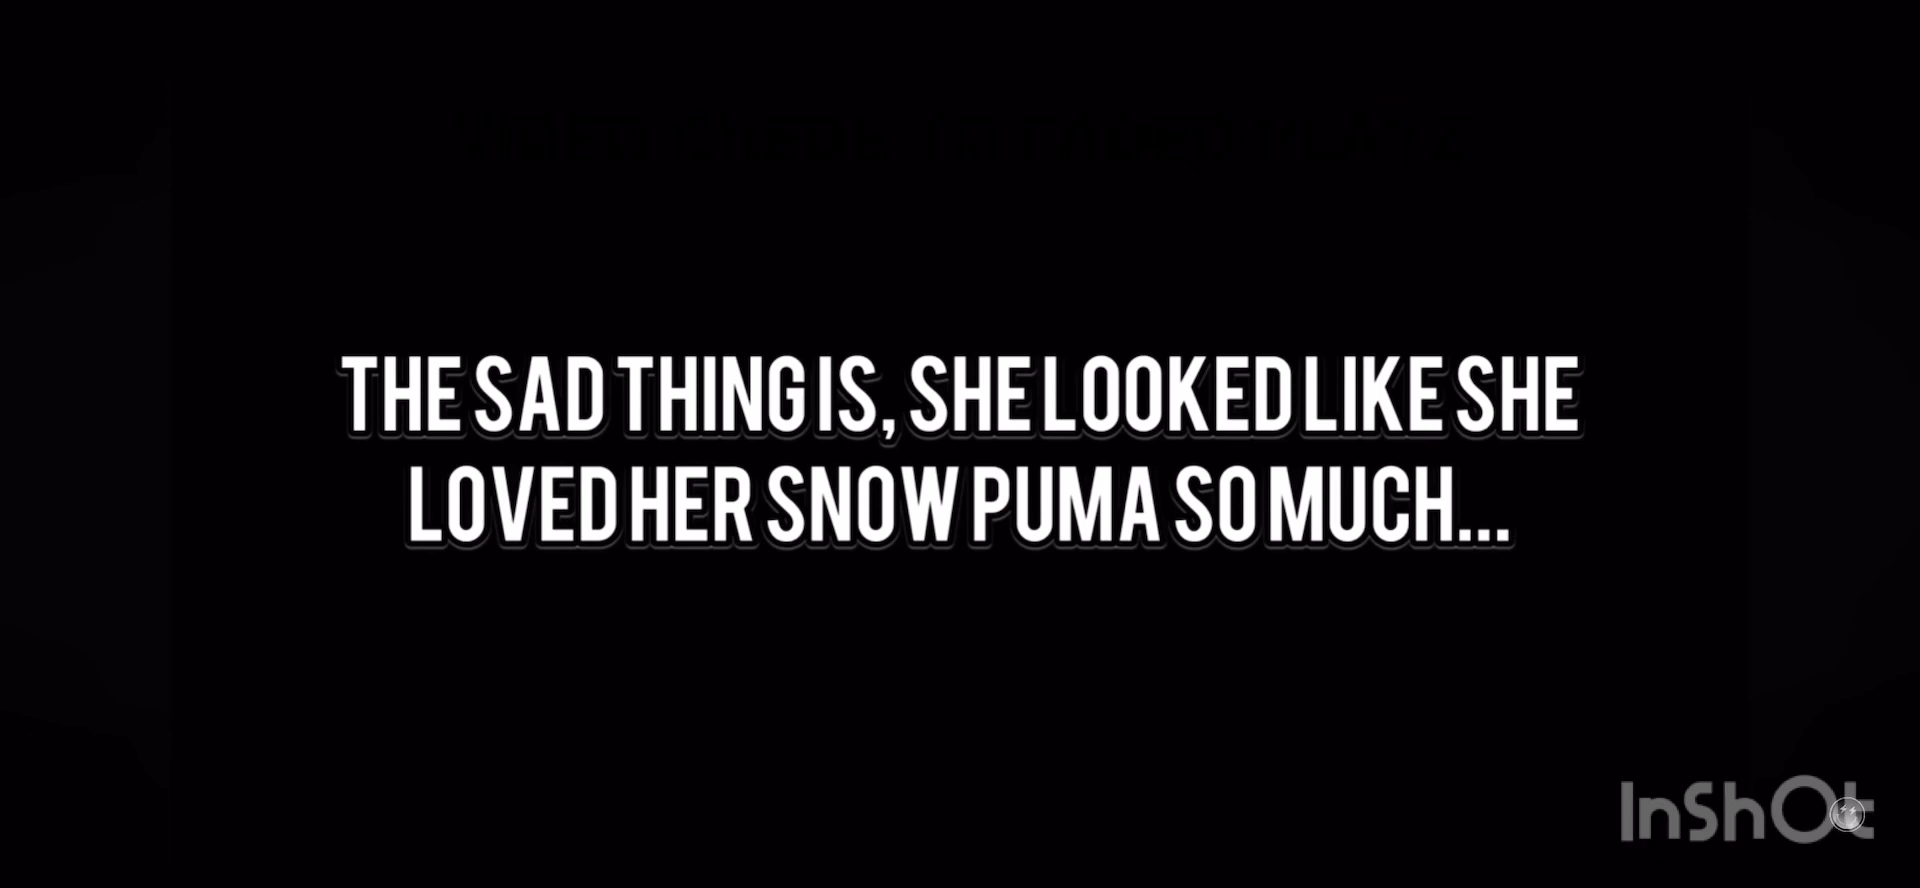 THE SAD THING IS, SHE LOOKED LIKE SHE
LOVED HER SNOW PUMA SO MUCH...
InShOt